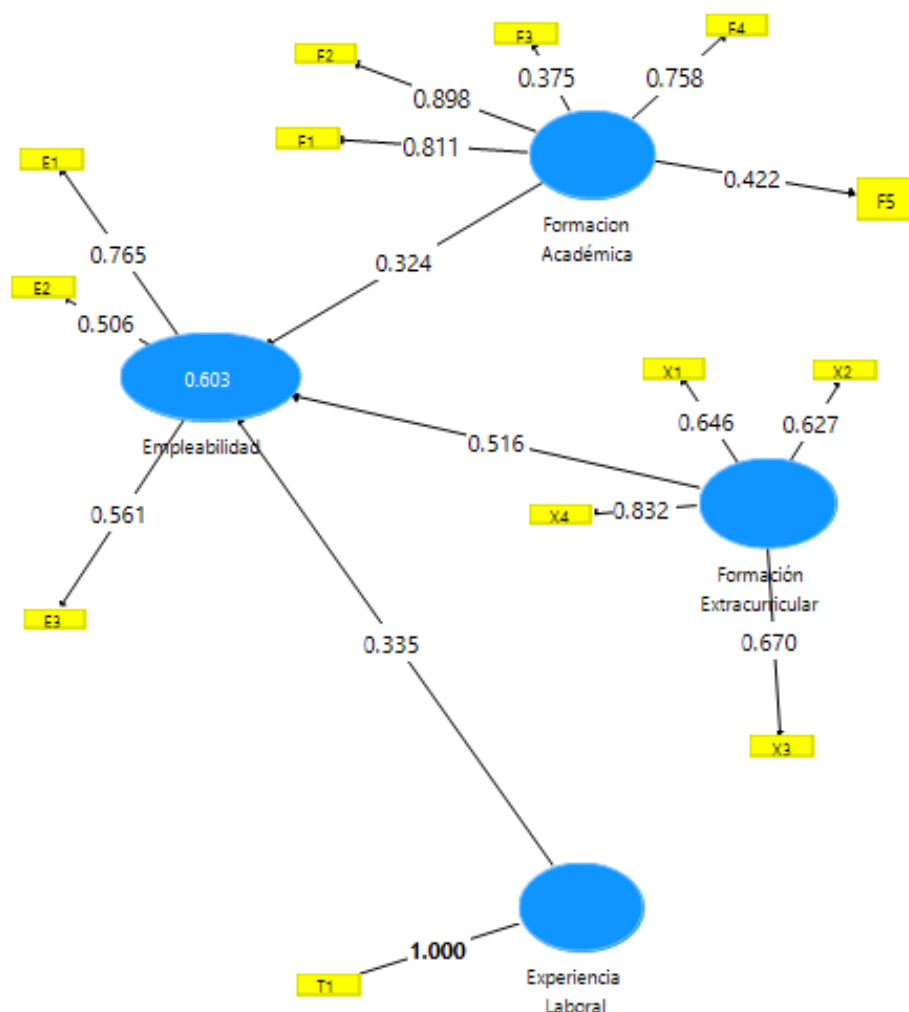 F3
F4
F2
0.375
0.758
0.898
F1
0.811
E1
0.422
F5
Formacion
Académica
0.765
0.324
E2
0.506
0.603
X1
X2
0.646
0.627
Empleabilidad
0.516
0.561
X4
0.832
Formación
Extracurricular
E3
0.335
0.670
X3
1.000
T1
Experiencia
Laboral